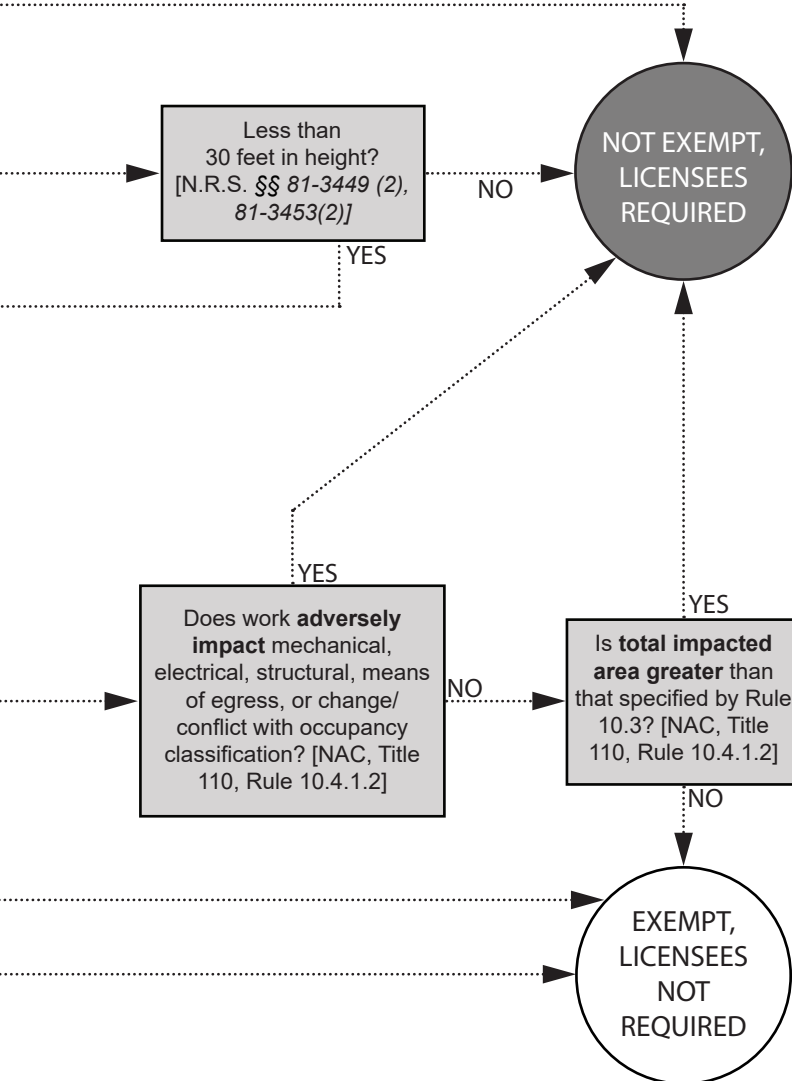 Less than
30 feet in height?
[N.R.S. §§ 81-3449 (2),
81-3453(2)]
NO
YES
NOT EXEMPT,
LICENSEES
REQUIRED
YES
Does work adversely
impact mechanical,
electrical, structural, means
of egress, or change/
conflict with occupancy
classification? [NAC, Title
110, Rule 10.4.1.2]
NO
YES
Is total impacted
area greater than
that specified by Rule
10.3? [NAC, Title
110, Rule 10.4.1.2]
NO
EXEMPT,
LICENSEES
NOT
REQUIRED